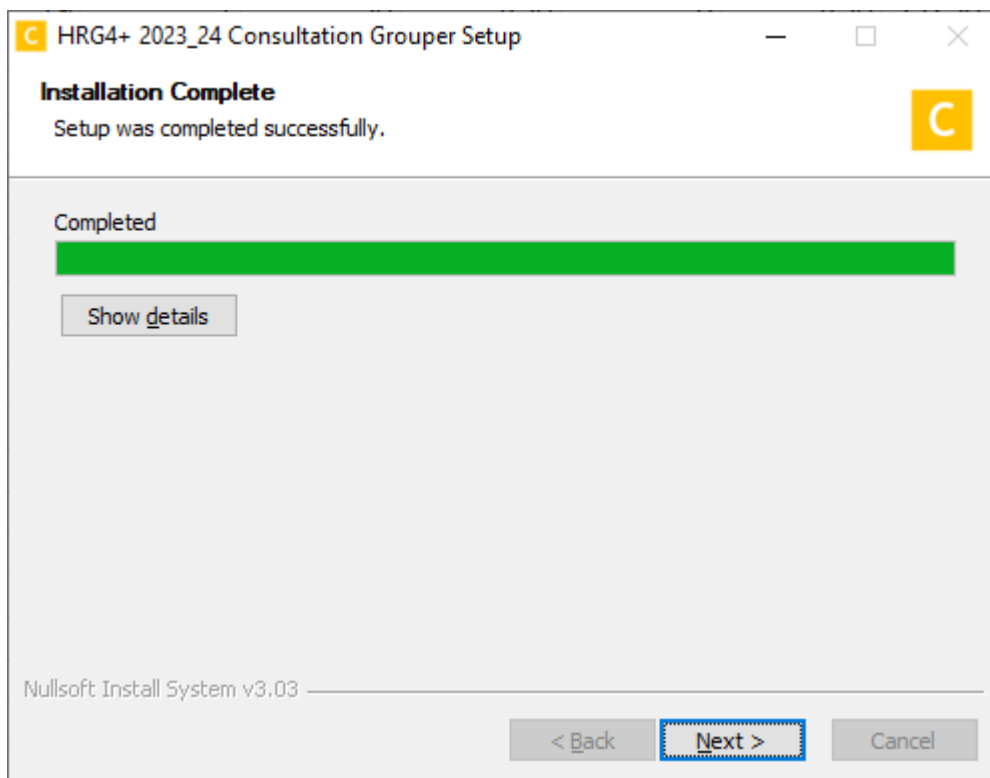 C HRG4+ 2023_24 Consultation Grouper Setup
Installation Complete
Setup was completed successfully.
C
Completed
Show details
Nullsoft Install System v3.03
< Back Next > Cancel